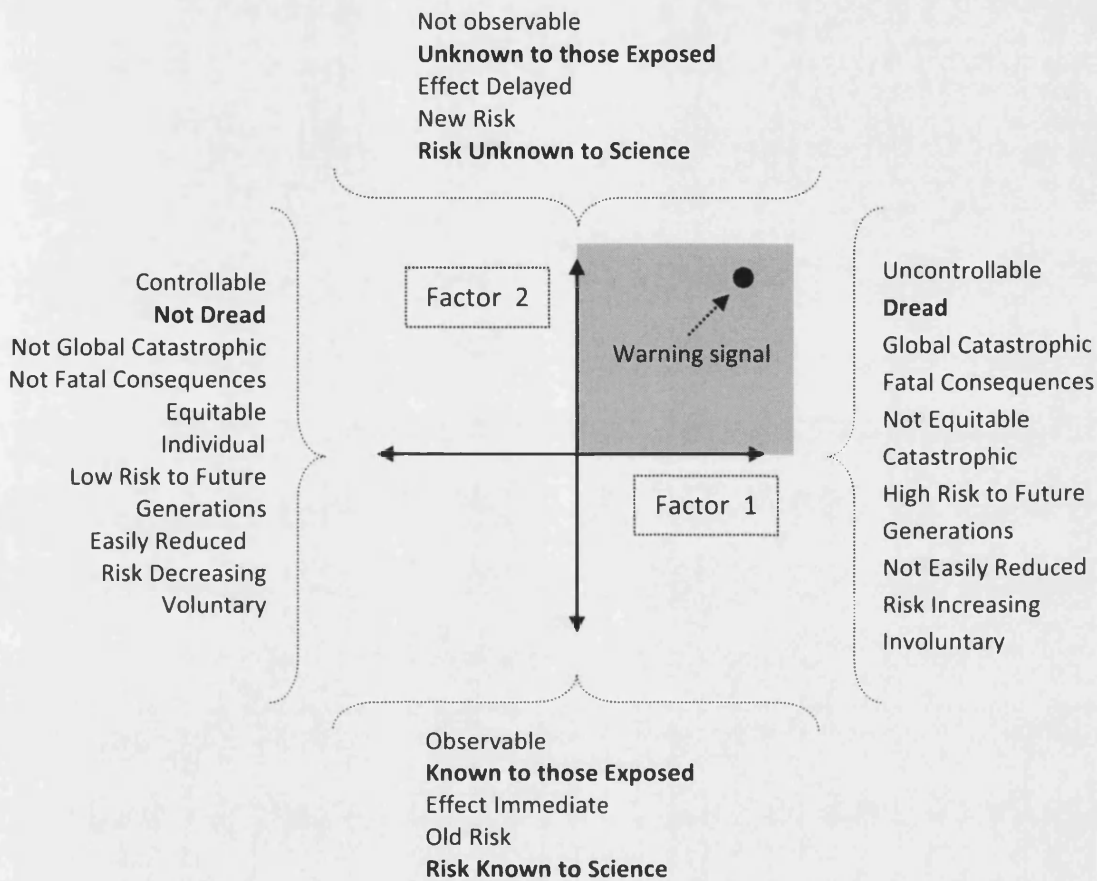 Not observable
Unknown to those Exposed
Effect Delayed
New Risk
Risk Unknown to Science
Controllable
Not Dread
Not Global Catastrophic
Not Fatal Consequences
Equitable
Individual
Low Risk to Future
Generations
Easily Reduced
Risk Decreasing
Voluntary
Factor 2
Warning signal
Factor 1
Uncontrollable
Dread
Global Catastrophic
Fatal Consequences
Not Equitable
Catastrophic
High Risk to Future
Generations
Not Easily Reduced
Risk Increasing
Involuntary
Observable
Known to those Exposed
Effect Immediate
Old Risk
Risk Known to Science